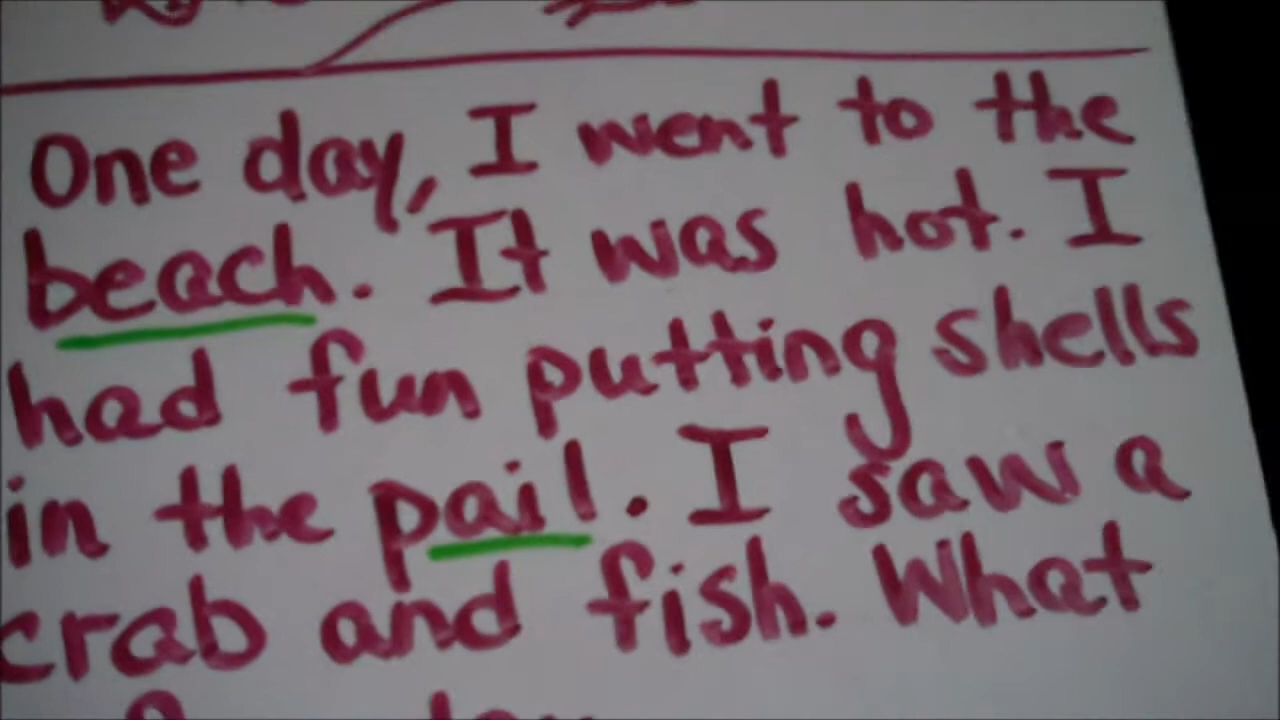 One day, I went to the
beach. It was hot. I
had fun putting shells
in the pail. I saw a
crab and fish. What